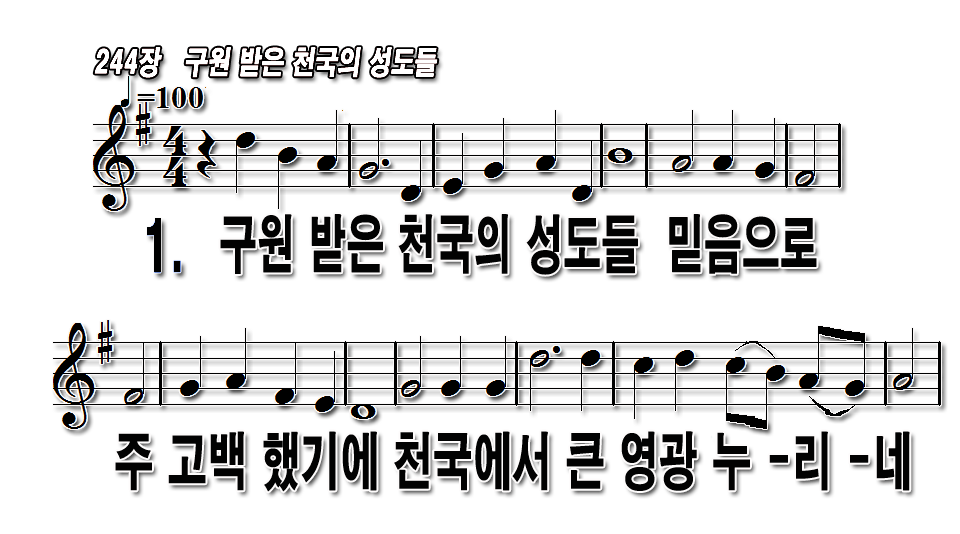 244장 구원 받은 천국의 성도들
♩=100
4/4
1. 구원 받은 천국의 성도들 믿음으로
주 고백 했기에 천국에서 큰 영광 누 -리 -네